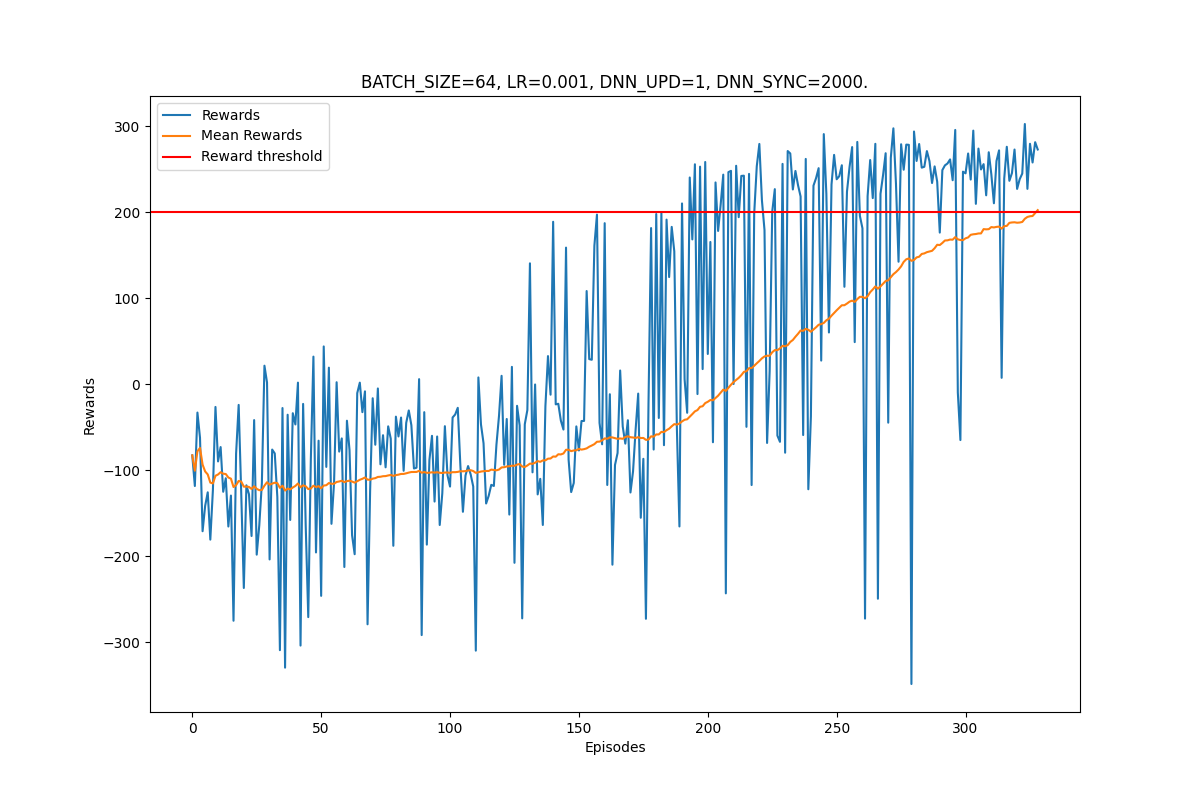 BATCH_SIZE=64, LR=0.001, DNN_UPD=1, DNN_SYNC=2000.
Rewards
Mean Rewards
Reward threshold
300
200
100
0
−100
−200
−300
Rewards
0 50 100 150 200 250 300
Episodes